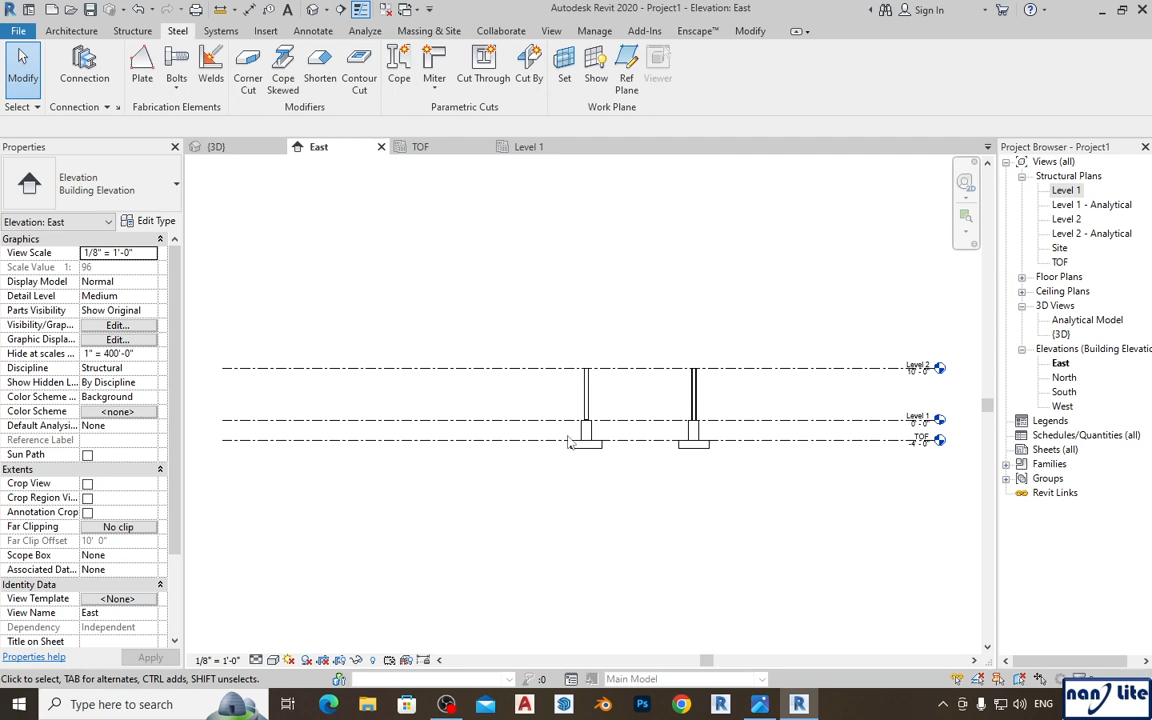 Autodesk Revit 2020 - Project1 - Elevation: East
Sign In
File Architecture Structure Steel Systems Insert Annotate Analyze Massing & Site Collaborate View Manage Add-Ins Enscape™ Modify
Modify Connection Plate Bolts Welds Corner Cut Cope Skewed Shorten Contour Cut Cope Miter Cut Through Cut By Set Show Ref Plane Viewer
Select Connection Fabrication Elements Modifiers Parametric Cuts Work Plane
Properties
{3D} East TOF Level 1
Project Browser - Project1
Elevation
Building Elevation
Elevation: East Edit Type
Graphics
View Scale 1/8" = 1'-0"
Scale Value 1: 96
Display Model Normal
Detail Level Medium
Parts Visibility Show Original
Visibility/Grap... Edit...
Graphic Displa... Edit...
Hide at scales ... 1" = 400'-0"
Discipline Structural
Show Hidden L... By Discipline
Color Scheme ... Background
Color Scheme <none>
Default Analysi... None
Reference Label
Sun Path
Extents
Crop View
Crop Region Vi...
Annotation Crop
Far Clipping No clip
Far Clip Offset 10' 0"
Scope Box None
Associated Dat... None
Identity Data
View Template <None>
View Name East
Dependency Independent
Title on Sheet
Properties help Apply
Level 2
10' - 0"
Level 1
0' - 0"
TOF
-4' - 0"
Views (all)
Structural Plans
Level 1
Level 1 - Analytical
Level 2
Level 2 - Analytical
Site
TOF
Floor Plans
Ceiling Plans
3D Views
Analytical Model
{3D}
Elevations (Building Elevatio
East
North
South
West
Legends
Schedules/Quantities (all)
Sheets (all)
Families
Groups
Revit Links
1/8" = 1'-0"
Click to select, TAB for alternates, CTRL adds, SHIFT unselects.
:0
Main Model
:0
Type here to search
ENG
nanJlite